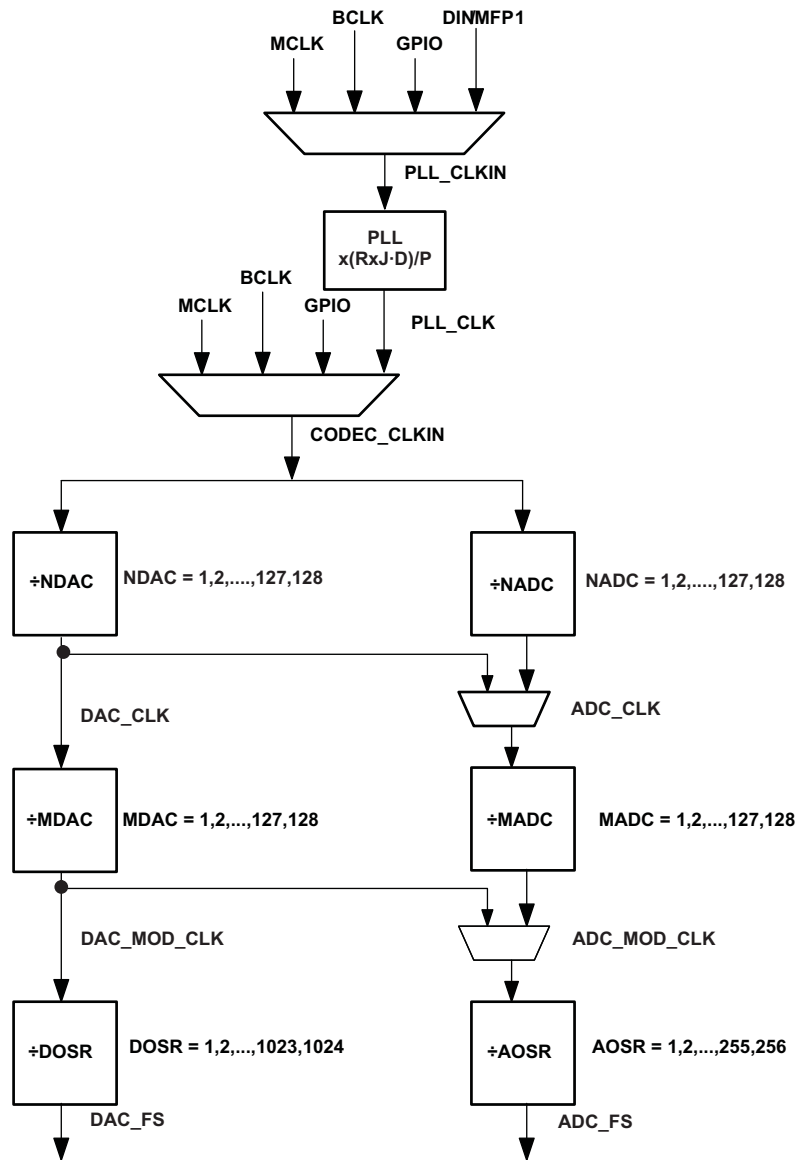 BCLK
DIN/MFP1
MCLK
GPIO
PLL_CLKIN
PLL
x(RxJ·D)/P
BCLK
MCLK
GPIO
PLL_CLK
CODEC_CLKIN
÷NDAC
NDAC = 1,2,....,127,128
÷NADC
NADC = 1,2,....,127,128
DAC_CLK
ADC_CLK
÷MDAC
MDAC = 1,2,...,127,128
÷MADC
MADC = 1,2,...,127,128
DAC_MOD_CLK
ADC_MOD_CLK
÷DOSR
DOSR = 1,2,...,1023,1024
÷AOSR
AOSR = 1,2,...,255,256
DAC_FS
ADC_FS